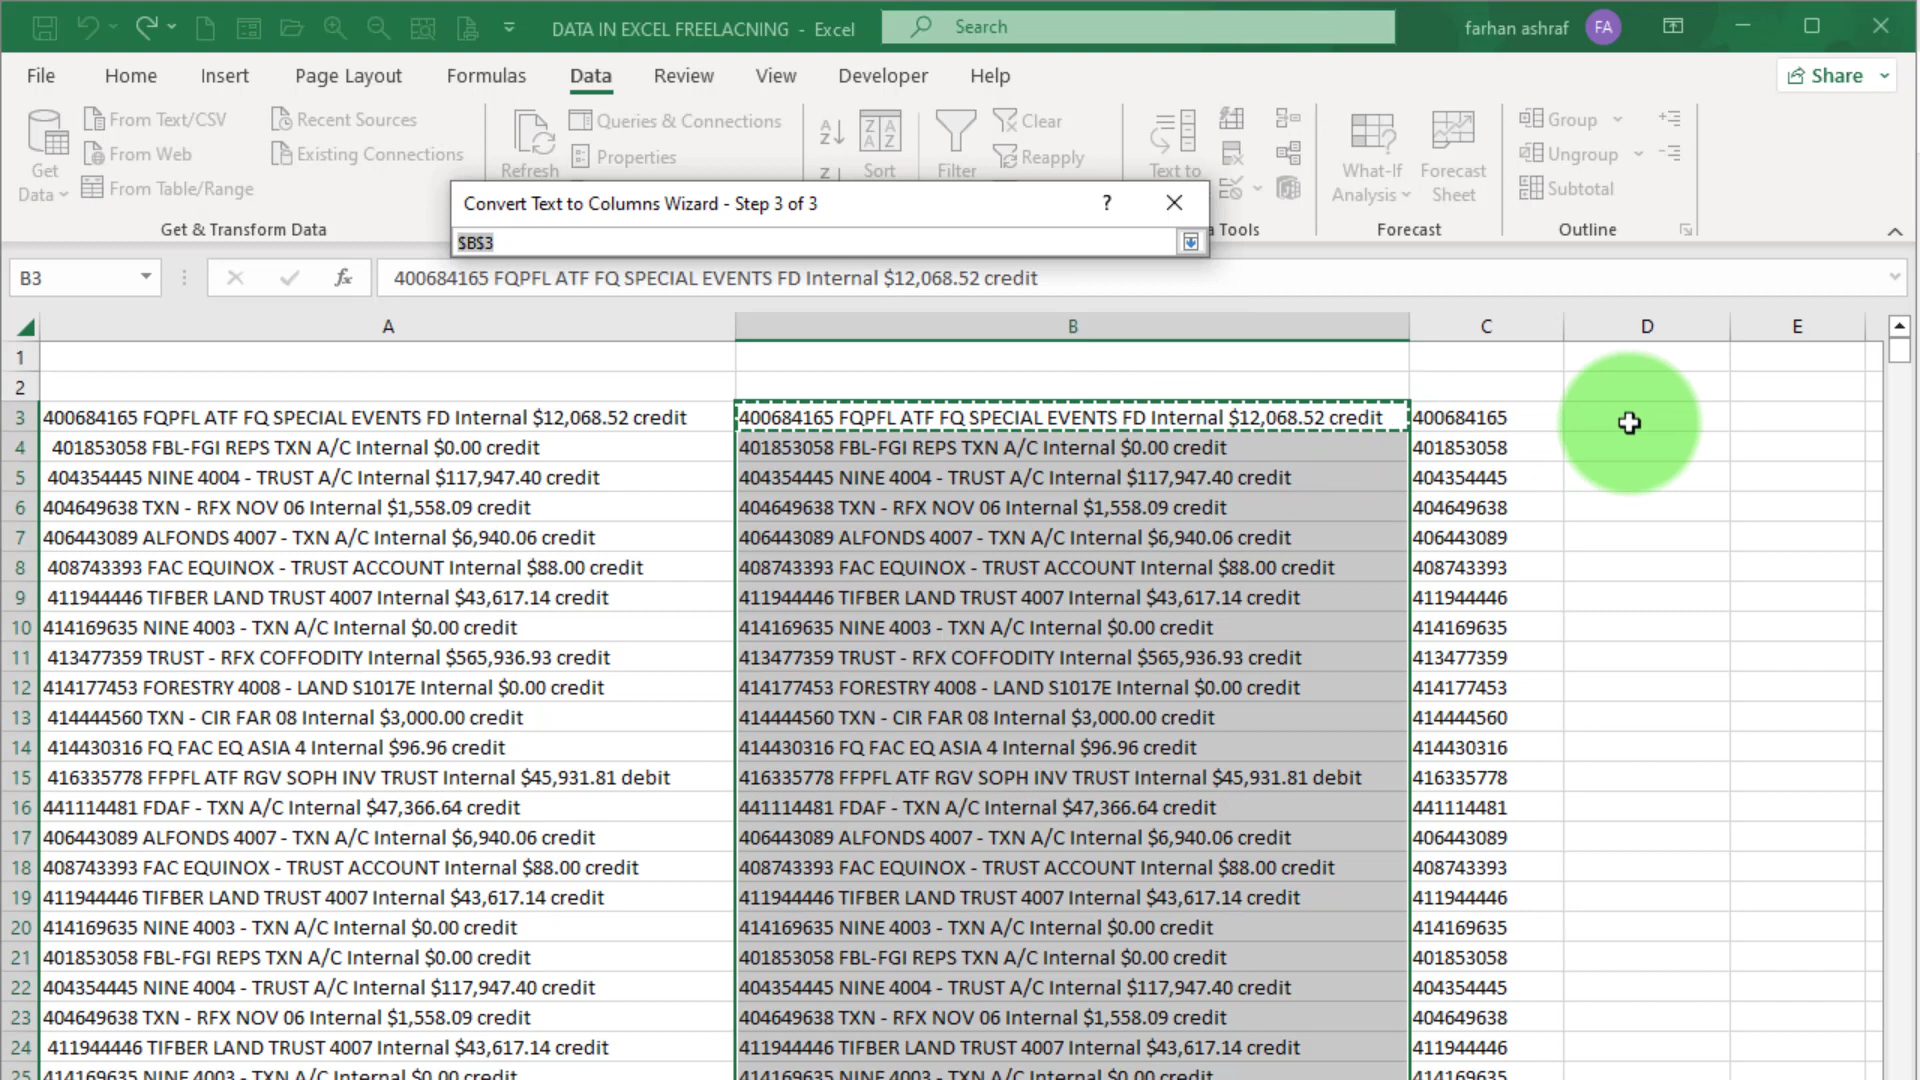 DATA IN EXCEL FREELACNING - Excel
Search
farhan ashraf FA
File Home Insert Page Layout Formulas Data Review View Developer Help Share
Get Data
From Text/CSV
From Web
From Table/Range
Recent Sources
Existing Connections
Get & Transform Data
Refresh
Queries & Connections
Properties
Sort
Filter
Clear
Reapply
Text to
Tools
What-If Analysis
Forecast Sheet
Forecast
Group
Ungroup
Subtotal
Outline
Convert Text to Columns Wizard - Step 3 of 3 ?
$B$3
B3 fx 400684165 FQPFL ATF FQ SPECIAL EVENTS FD Internal $12,068.52 credit
A B C D E
1
2
3 400684165 FQPFL ATF FQ SPECIAL EVENTS FD Internal $12,068.52 credit 400684165 FQPFL ATF FQ SPECIAL EVENTS FD Internal $12,068.52 credit 400684165
4 401853058 FBL-FGI REPS TXN A/C Internal $0.00 credit 401853058 FBL-FGI REPS TXN A/C Internal $0.00 credit 401853058
5 404354445 NINE 4004 - TRUST A/C Internal $117,947.40 credit 404354445 NINE 4004 - TRUST A/C Internal $117,947.40 credit 404354445
6 404649638 TXN - RFX NOV 06 Internal $1,558.09 credit 404649638 TXN - RFX NOV 06 Internal $1,558.09 credit 404649638
7 406443089 ALFONDS 4007 - TXN A/C Internal $6,940.06 credit 406443089 ALFONDS 4007 - TXN A/C Internal $6,940.06 credit 406443089
8 408743393 FAC EQUINOX - TRUST ACCOUNT Internal $88.00 credit 408743393 FAC EQUINOX - TRUST ACCOUNT Internal $88.00 credit 408743393
9 411944446 TIFBER LAND TRUST 4007 Internal $43,617.14 credit 411944446 TIFBER LAND TRUST 4007 Internal $43,617.14 credit 411944446
10 414169635 NINE 4003 - TXN A/C Internal $0.00 credit 414169635 NINE 4003 - TXN A/C Internal $0.00 credit 414169635
11 413477359 TRUST - RFX COFFODITY Internal $565,936.93 credit 413477359 TRUST - RFX COFFODITY Internal $565,936.93 credit 413477359
12 414177453 FORESTRY 4008 - LAND S1017E Internal $0.00 credit 414177453 FORESTRY 4008 - LAND S1017E Internal $0.00 credit 414177453
13 414444560 TXN - CIR FAR 08 Internal $3,000.00 credit 414444560 TXN - CIR FAR 08 Internal $3,000.00 credit 414444560
14 414430316 FQ FAC EQ ASIA 4 Internal $96.96 credit 414430316 FQ FAC EQ ASIA 4 Internal $96.96 credit 414430316
15 416335778 FFPFL ATF RGV SOPH INV TRUST Internal $45,931.81 debit 416335778 FFPFL ATF RGV SOPH INV TRUST Internal $45,931.81 debit 416335778
16 441114481 FDAF - TXN A/C Internal $47,366.64 credit 441114481 FDAF - TXN A/C Internal $47,366.64 credit 441114481
17 406443089 ALFONDS 4007 - TXN A/C Internal $6,940.06 credit 406443089 ALFONDS 4007 - TXN A/C Internal $6,940.06 credit 406443089
18 408743393 FAC EQUINOX - TRUST ACCOUNT Internal $88.00 credit 408743393 FAC EQUINOX - TRUST ACCOUNT Internal $88.00 credit 408743393
19 411944446 TIFBER LAND TRUST 4007 Internal $43,617.14 credit 411944446 TIFBER LAND TRUST 4007 Internal $43,617.14 credit 411944446
20 414169635 NINE 4003 - TXN A/C Internal $0.00 credit 414169635 NINE 4003 - TXN A/C Internal $0.00 credit 414169635
21 401853058 FBL-FGI REPS TXN A/C Internal $0.00 credit 401853058 FBL-FGI REPS TXN A/C Internal $0.00 credit 401853058
22 404354445 NINE 4004 - TRUST A/C Internal $117,947.40 credit 404354445 NINE 4004 - TRUST A/C Internal $117,947.40 credit 404354445
23 404649638 TXN - RFX NOV 06 Internal $1,558.09 credit 404649638 TXN - RFX NOV 06 Internal $1,558.09 credit 404649638
24 411944446 TIFBER LAND TRUST 4007 Internal $43,617.14 credit 411944446 TIFBER LAND TRUST 4007 Internal $43,617.14 credit 411944446
25 414169635 NINE 4003 - TXN A/C Internal $0.00 credit 414169635 NINE 4003 - TXN A/C Internal $0.00 credit 414169635